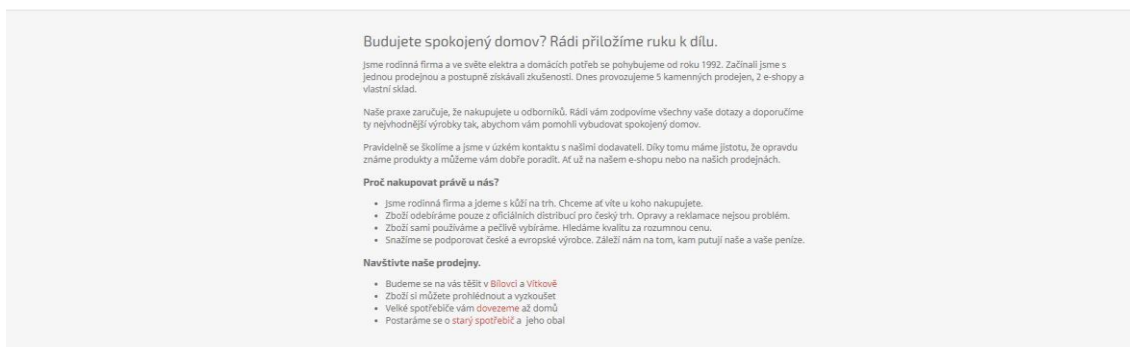 Budujete spokojený domov? Rádi přiložíme ruku k dílu.
Jsme rodinná firma a ve světe elektra a domácích potřeb se pohybujeme od roku 1992. Začínali jsme s
jednou prodejnou a postupně získávali zkušenosti. Dnes provozujeme 5 kamenných prodejen, 2 e-shopy a
vlastní sklad.
Naše praxe zaručuje, že nakupujete u odborníků. Rádi vám zodpovíme všechny vaše dotazy a doporučíme
ty nejvhodnější výrobky tak, abychom vám pomohli vybudovat spokojený domov.
Pravidelně se školíme a jsme v úzkém kontaktu s našimi dodavateli. Díky tomu máme jistotu, že opravdu
známe produkty a můžeme vám dobře poradit. Ať už na našem e-shopu nebo na našich prodejnách.
Proč nakupovat právě u nás?
• Jsme rodinná firma a jdeme s kůží na trh. Chceme ať víte u koho nakupujete.
• Zboží odebíráme pouze z oficiálních distribucí pro český trh. Opravy a reklamace nejsou problém.
• Zboží sami používáme a pečlivě vybíráme. Hledáme kvalitu za rozumnou cenu.
• Snažíme se podporovat české a evropské výrobce. Záleží nám na tom, kam putují naše a vaše peníze.
Navštivte naše prodejny.
• Budeme se na vás těšit v Bílovci a Vítkově
• Zboží si můžete prohlédnout a vyzkoušet
• Velké spotřebiče vám dovezeme až domů
• Postaráme se o starý spotřebič a jeho obal